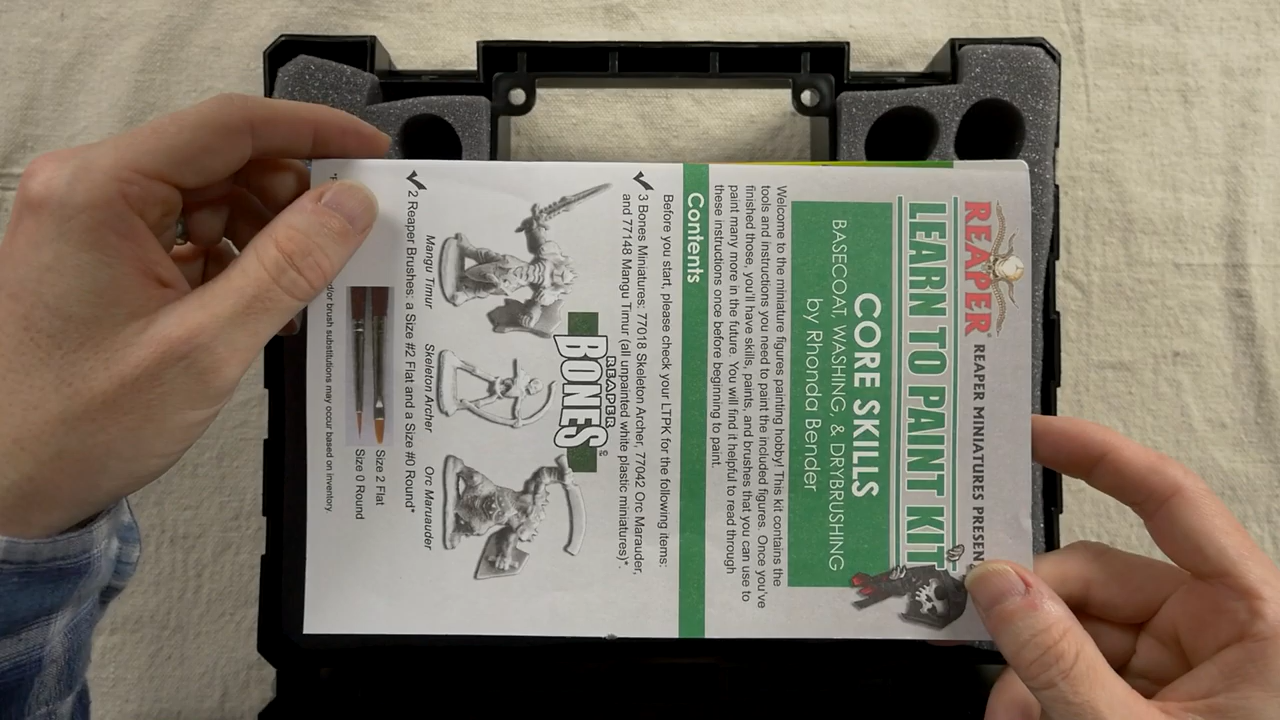 REAPER
REAPER MINIATURES PRESEN
LEARN TO PAINT KIT
CORE SKILLS
BASECOAT, WASHING, & DRYBRUSHING
by Rhonda Bender
Welcome to the miniature figures painting hobby! This kit contains the
tools and instructions you need to paint the included figures. Once you've
finished those, you'll have skills, paints, and brushes that you can use to
paint many more in the future. You will find it helpful to read through
these instructions once before beginning to paint.
Contents
Before you start, please check your LTPK for the following items:
✔ 3 Bones Miniatures: 77018 Skeleton Archer, 77042 Orc Marauder,
and 77148 Mangu Timur (all unpainted white plastic miniatures)*.
REAPER
BONES
Mangu Timur
Skeleton Archer
Orc Maruauder
✔ 2 Reaper Brushes: a Size #2 Flat and a Size #0 Round*
Size 2 Flat
Size 0 Round
d/or brush substitutions may occur based on inventory.